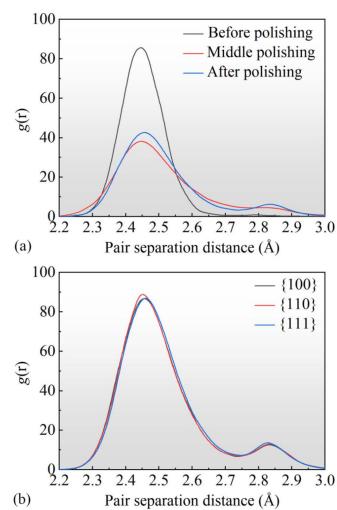 100
80
60
40
20
0
g(r)
Before polishing
Middle polishing
After polishing
2.2 2.3 2.4 2.5 2.6 2.7 2.8 2.9 3.0
(a) Pair separation distance (Å)
100
80
60
40
20
0
g(r)
{100}
{110}
{111}
2.2 2.3 2.4 2.5 2.6 2.7 2.8 2.9 3.0
(b) Pair separation distance (Å)